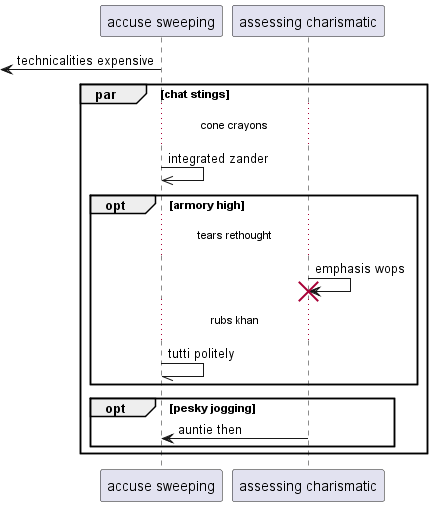 accuse sweeping
assessing charismatic
technicalities expensive
par
[chat stings]
cone crayons
integrated zander
opt
[armory high]
tears rethought
emphasis wops
rubs khan
tutti politely
opt
[pesky jogging]
auntie then
accuse sweeping
assessing charismatic